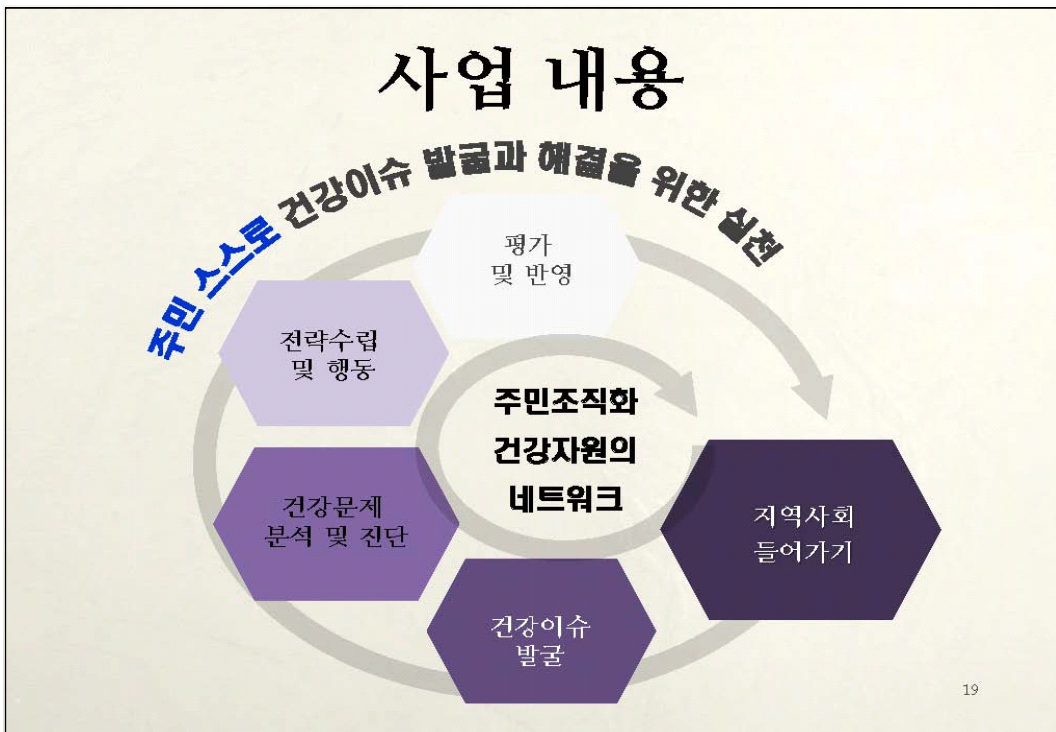 사업 내용
주민 스스로 건강이슈 발굴과 해결을 위한 실천
평가
및 반영
전략수립
및 행동
주민조직화
건강자원의
네트워크
건강문제
분석 및 진단
지역사회
들어가기
건강이슈
발굴
19